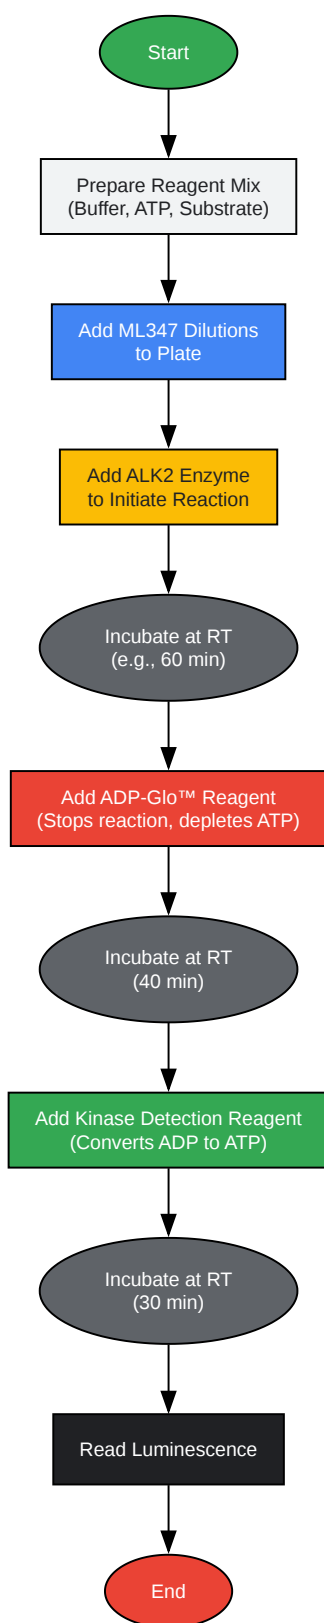 Start
Prepare Reagent Mix
(Buffer, ATP, Substrate)
Add ML347 Dilutions
to Plate
Add ALK2 Enzyme
to Initiate Reaction
Incubate at RT
(e.g., 60 min)
Add ADP-Glo™ Reagent
(Stops reaction, depletes ATP)
Incubate at RT
(40 min)
Add Kinase Detection Reagent
(Converts ADP to ATP)
Incubate at RT
(30 min)
Read Luminescence
End